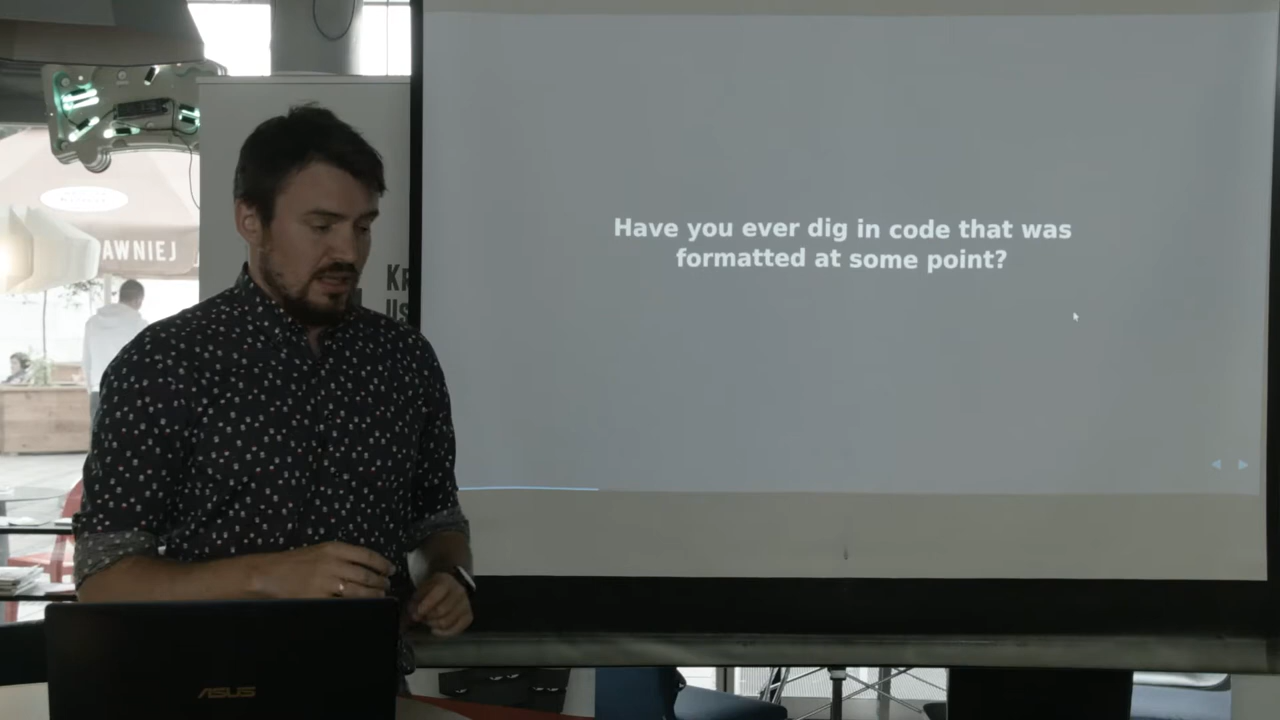 Have you ever dig in code that was
formatted at some point?
AWNIEJ
ASUS